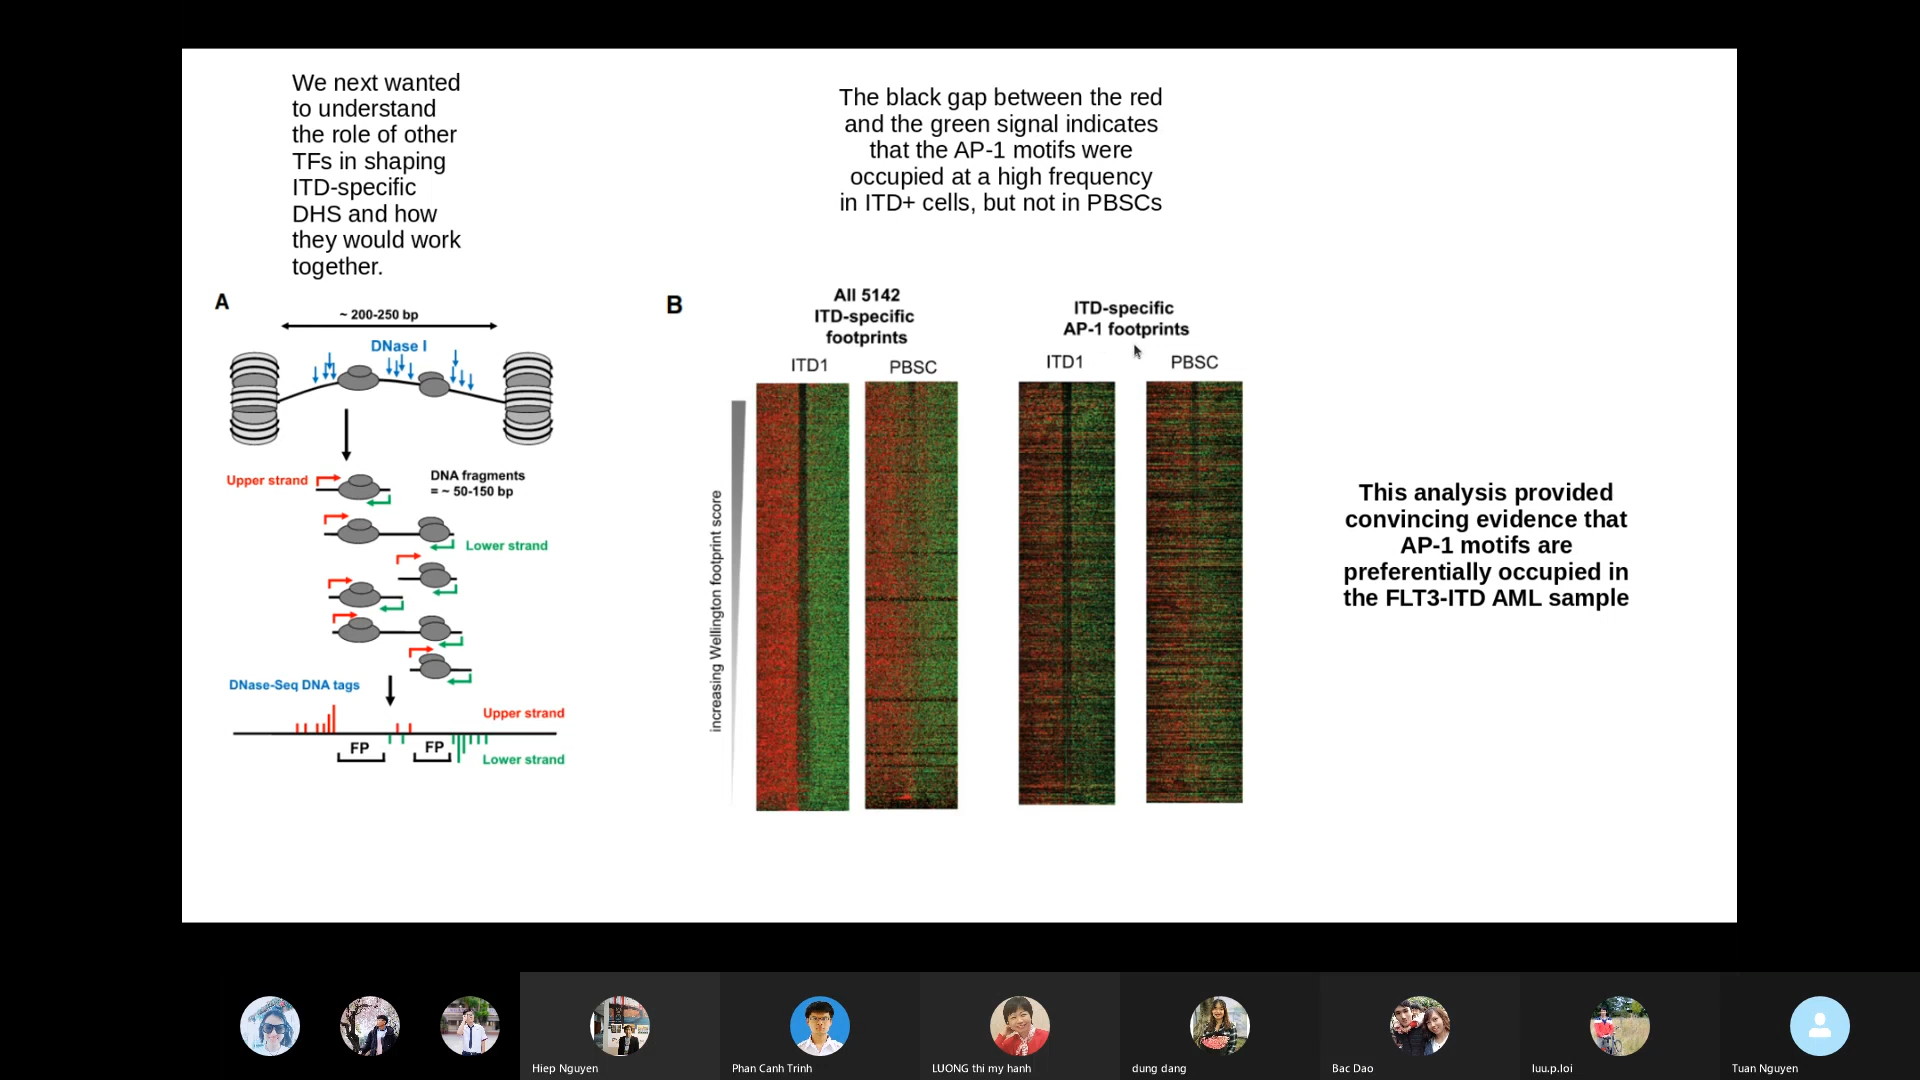 We next wanted
to understand
the role of other
TFs in shaping
ITD-specific
DHS and how
they would work
together.
The black gap between the red
and the green signal indicates
that the AP-1 motifs were
occupied at a high frequency
in ITD+ cells, but not in PBSCs
A
~ 200-250 bp
DNase I
Upper strand
DNA fragments
= ~ 50-150 bp
Lower strand
DNase-Seq DNA tags
Upper strand
FP
FP
Lower strand
B
All 5142
ITD-specific
footprints
ITD1
PBSC
ITD-specific
AP-1 footprints
ITD1
PBSC
increasing Wellington footprint score
This analysis provided
convincing evidence that
AP-1 motifs are
preferentially occupied in
the FLT3-ITD AML sample
Hiep Nguyen
Phan Canh Trinh
LUONG thi my hanh
dung dang
Bac Dao
luu.p.loi
Tuan Nguyen